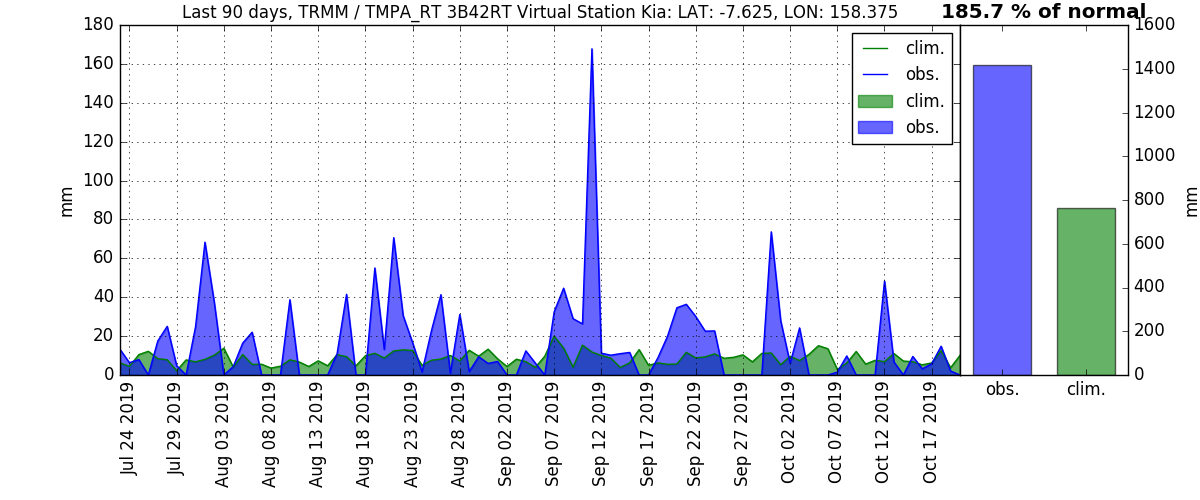 Last 90 days, TRMM / TMPA_RT 3B42RT Virtual Station Kia: LAT: -7.625, LON: 158.375
185.7 % of normal
180
160
140
120
100
80
60
40
20
0
mm
clim.
obs.
clim.
obs.
1600
1400
1200
1000
800
600
400
200
0
mm
obs.
clim.
Jul 24 2019
Jul 29 2019
Aug 03 2019
Aug 08 2019
Aug 13 2019
Aug 18 2019
Aug 23 2019
Aug 28 2019
Sep 02 2019
Sep 07 2019
Sep 12 2019
Sep 17 2019
Sep 22 2019
Sep 27 2019
Oct 02 2019
Oct 07 2019
Oct 12 2019
Oct 17 2019